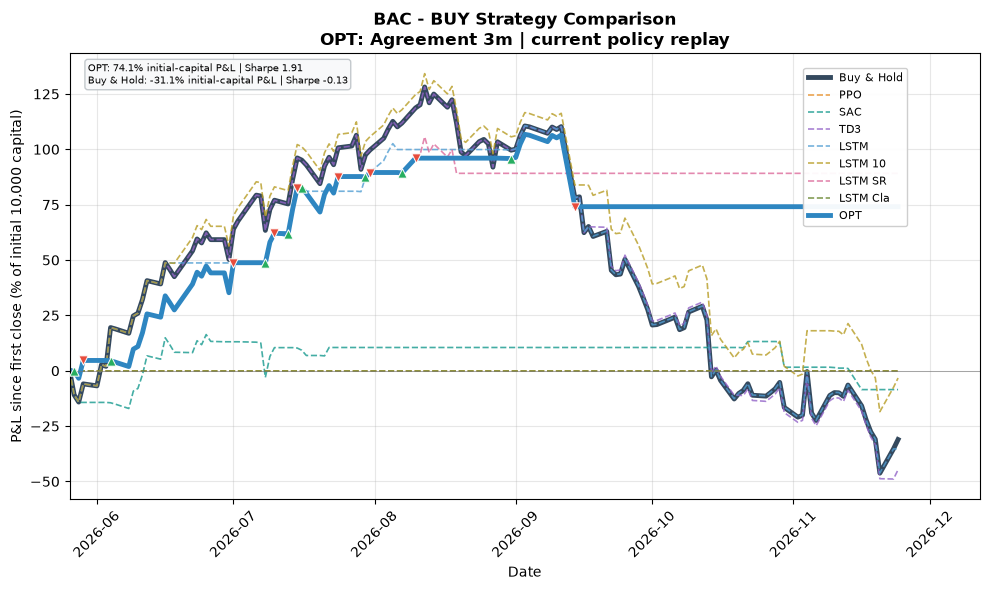 BAC - BUY Strategy Comparison
OPT: Agreement 3m | current policy replay
OPT: 74.1% initial-capital P&L | Sharpe 1.91
Buy & Hold: -31.1% initial-capital P&L | Sharpe -0.13
Buy & Hold
PPO
SAC
TD3
LSTM
LSTM 10
LSTM SR
LSTM Cla
OPT
P&L since first close (% of initial 10,000 capital)
125
100
75
50
25
0
−25
−50
2026-06
2026-07
2026-08
2026-09
2026-10
2026-11
2026-12
Date